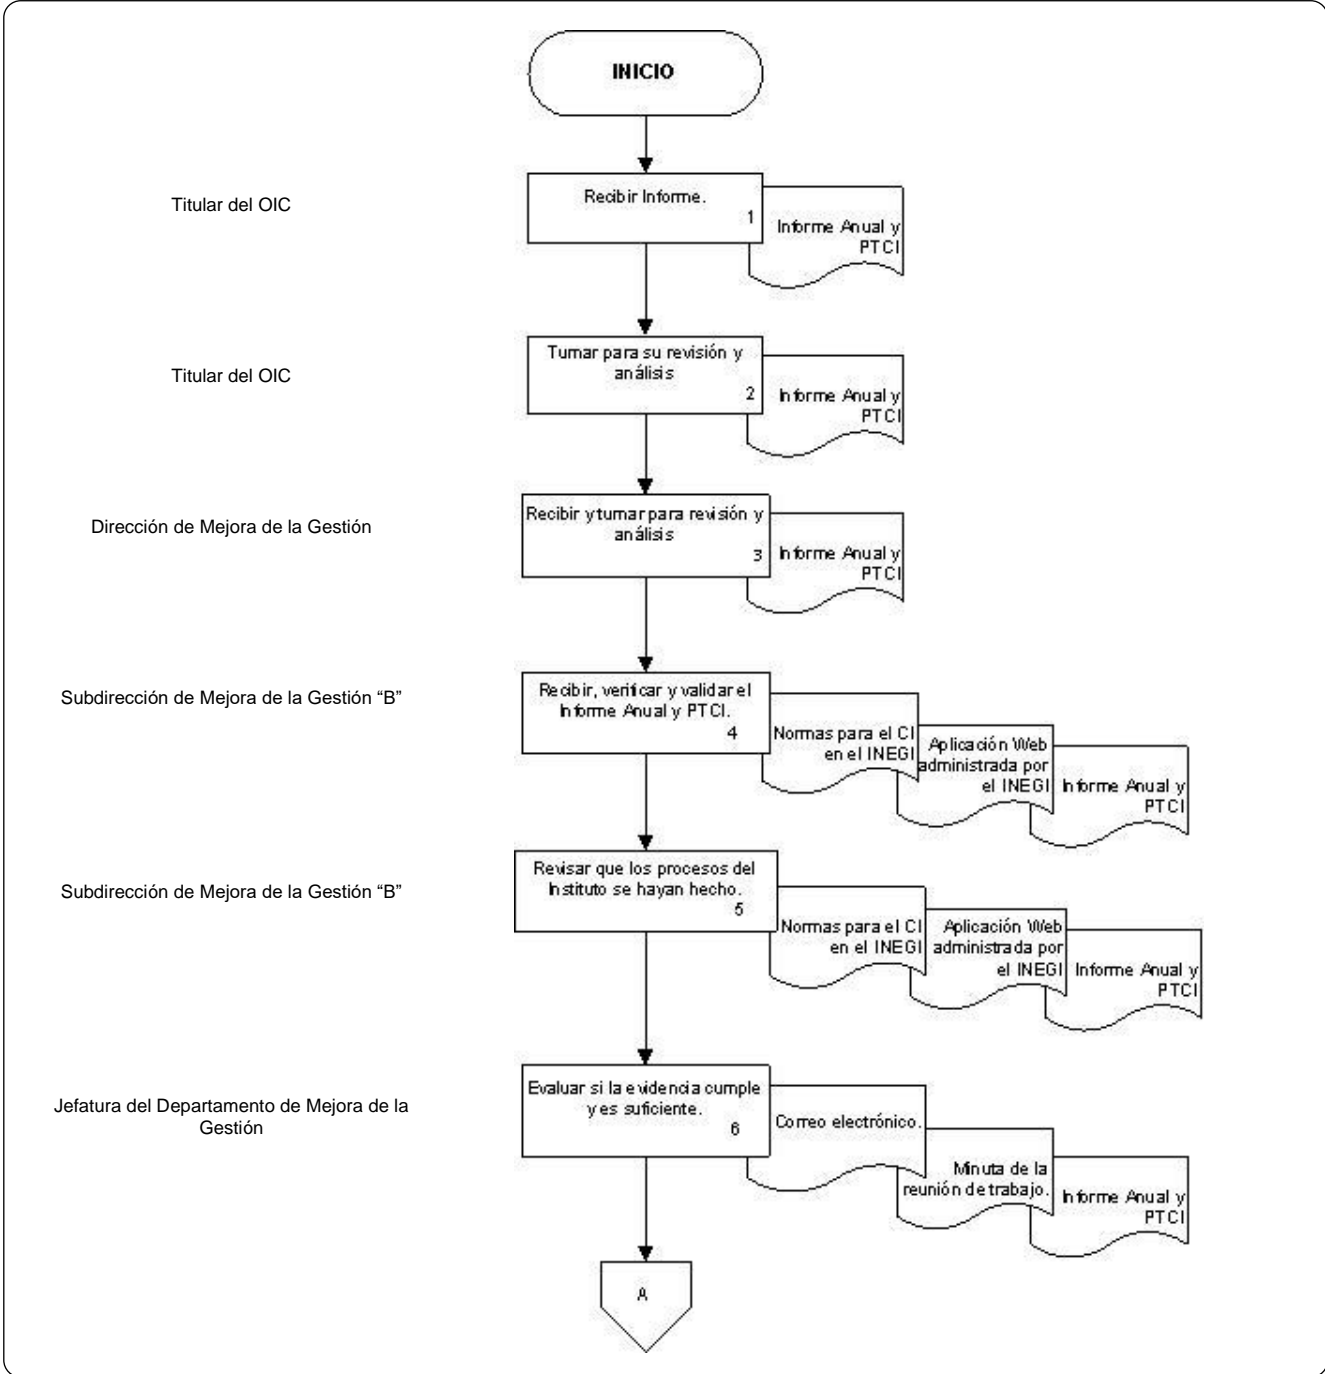 INICIO
Titular del OIC
Recibir Informe.
1
Informe Anual y
PTCI
Titular del OIC
Turnar para su revisión y
análisis
2
Informe Anual y
PTCI
Dirección de Mejora de la Gestión
Recibir y turnar para revisión y
análisis
3
Informe Anual y
PTCI
Subdirección de Mejora de la Gestión “B”
Recibir, verificar y validar el
Informe Anual y PTCI.
4
Normas para el CI
en el INEGI
Aplicación Web
administrada por
el INEGI
Informe Anual y
PTCI
Subdirección de Mejora de la Gestión “B”
Revisar que los procesos del
Instituto se hayan hecho.
5
Normas para el CI
en el INEGI
Aplicación Web
administrada por
el INEGI
Informe Anual y
PTCI
Jefatura del Departamento de Mejora de la
Gestión
Evaluar si la evidencia cumple
y es suficiente.
6
Correo electrónico.
Minuta de la
reunión de trabajo.
Informe Anual y
PTCI
A